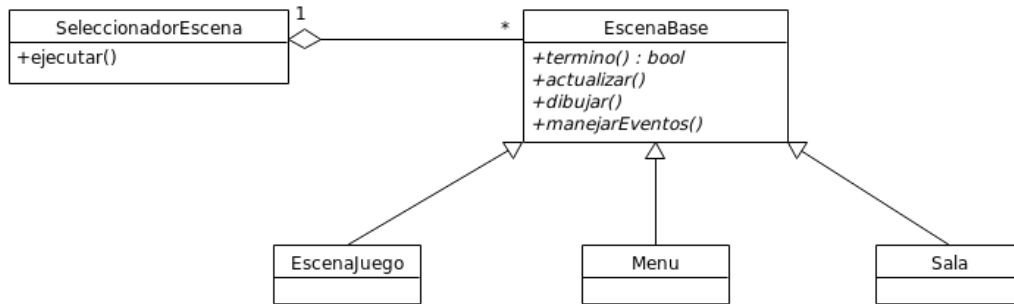 SeleccionadorEscena
+ejecutar()
1
*
EscenaBase
+termino() : bool
+actualizar()
+dibujar()
+manejarEventos()
EscenaJuego
Menu
Sala